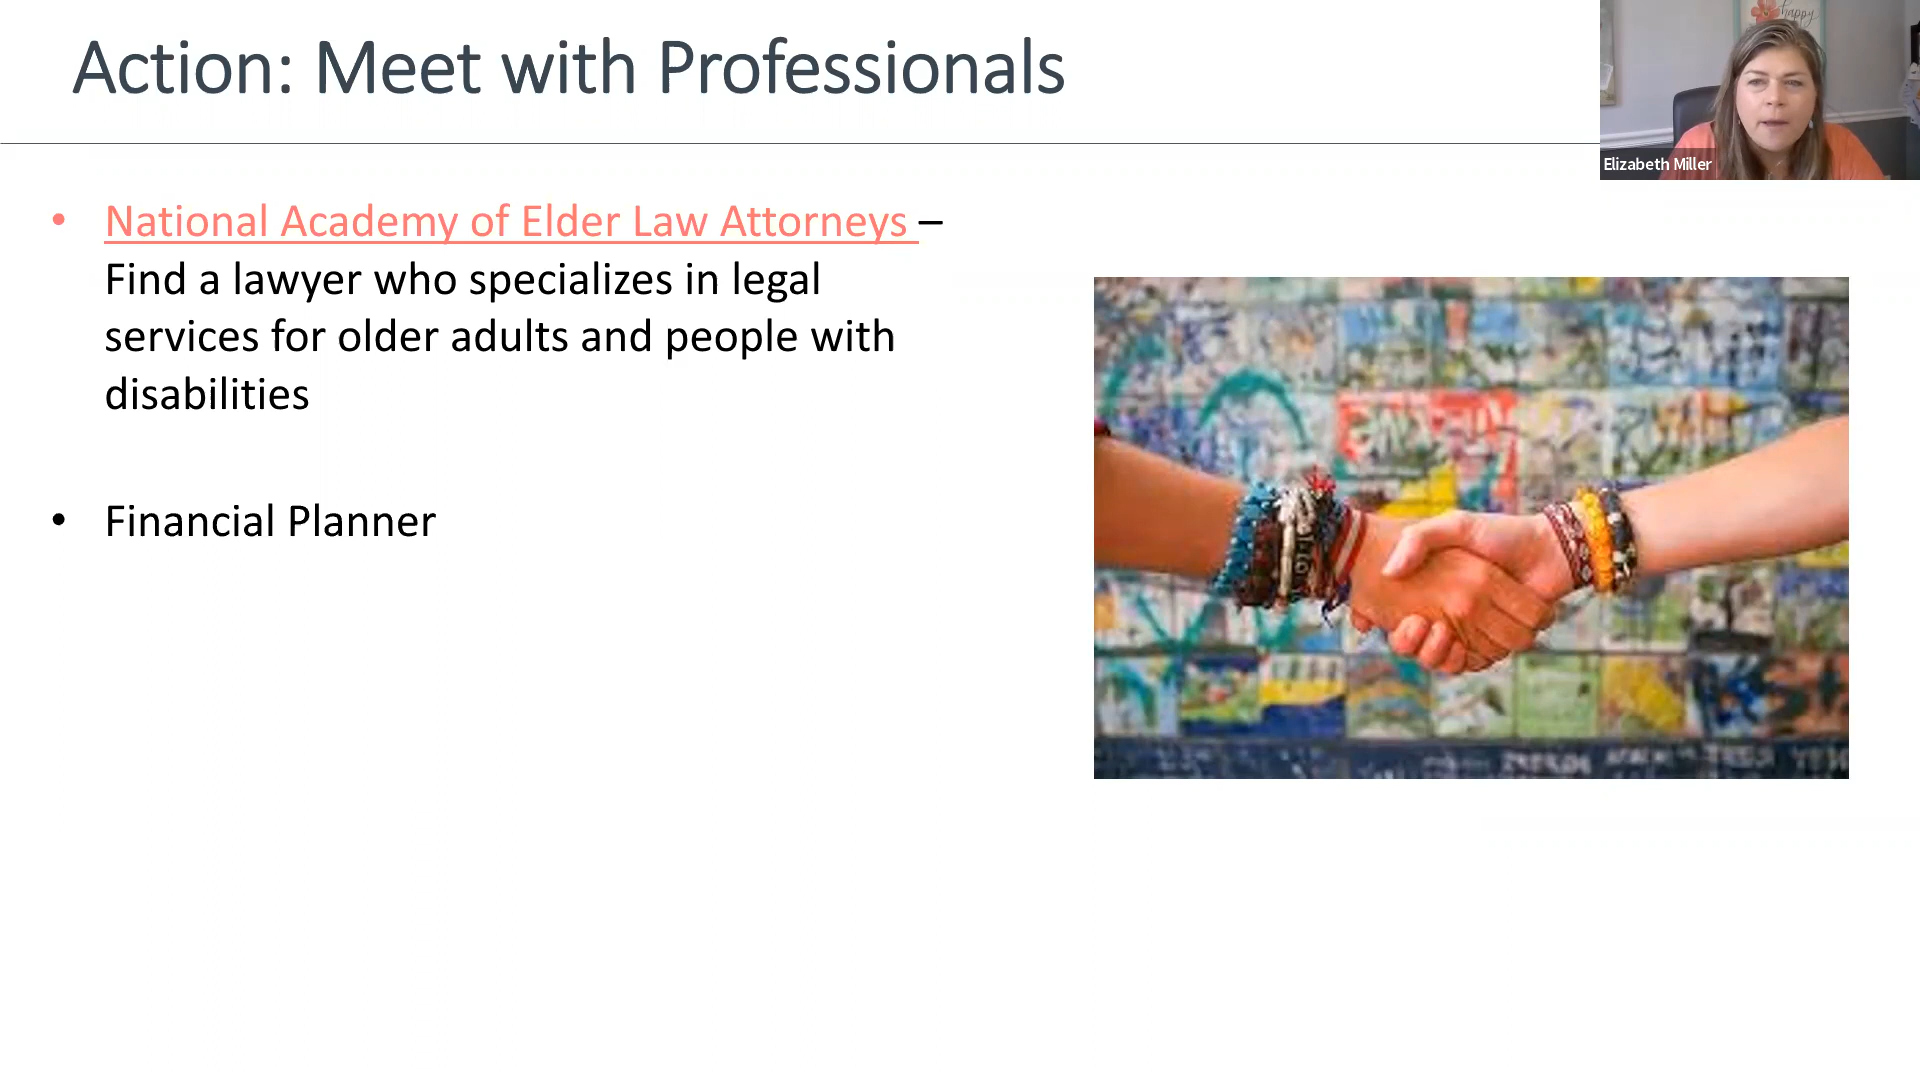 Action: Meet with Professionals
happy
Elizabeth Miller
• National Academy of Elder Law Attorneys –
Find a lawyer who specializes in legal
services for older adults and people with
disabilities
• Financial Planner